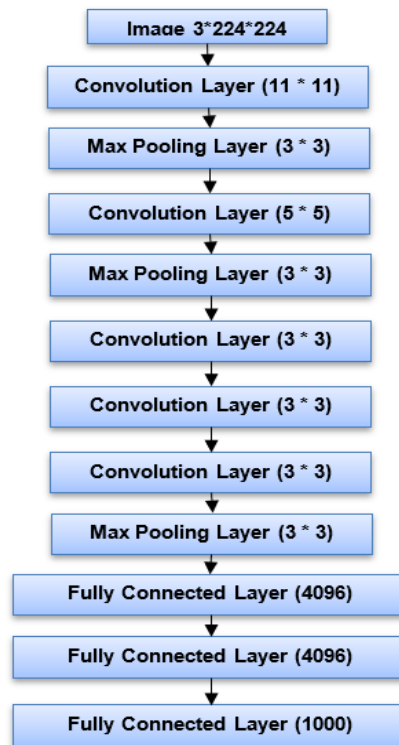 Image 3*224*224
Convolution Layer (11 * 11)
Max Pooling Layer (3 * 3)
Convolution Layer (5 * 5)
Max Pooling Layer (3 * 3)
Convolution Layer (3 * 3)
Convolution Layer (3 * 3)
Convolution Layer (3 * 3)
Max Pooling Layer (3 * 3)
Fully Connected Layer (4096)
Fully Connected Layer (4096)
Fully Connected Layer (1000)